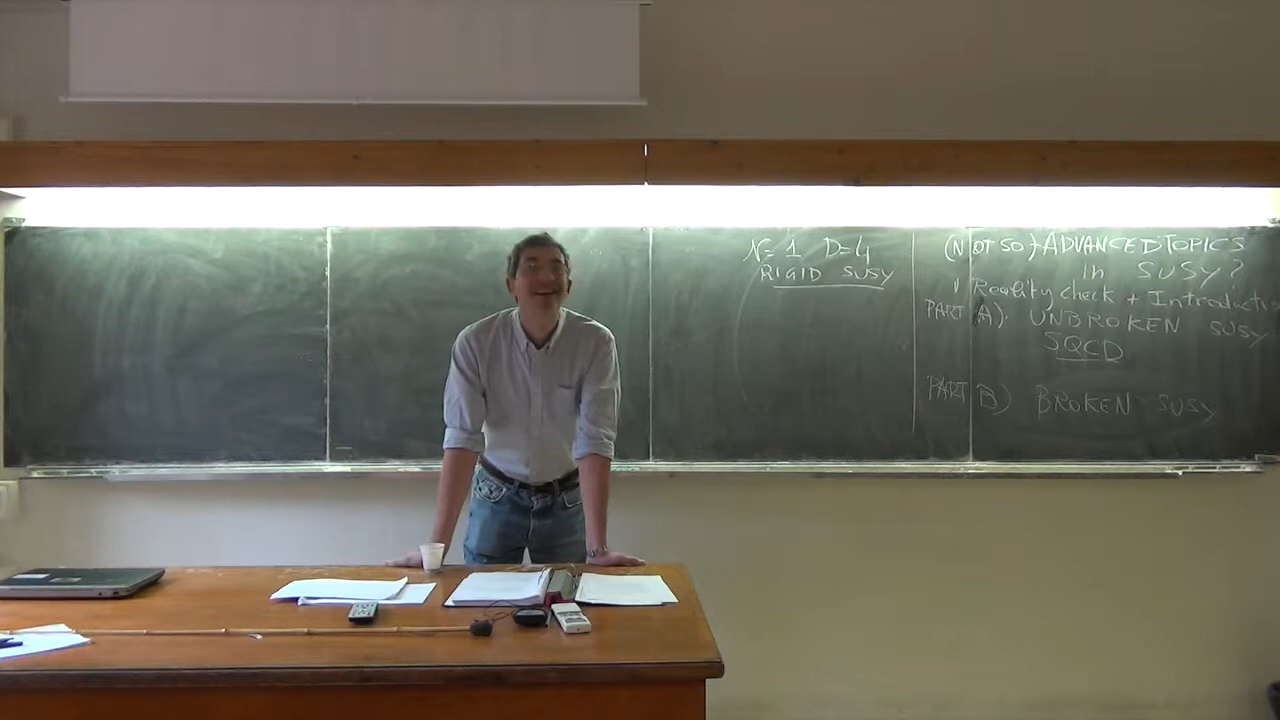 N=1 D=4
RIGID SUSY
(NOT SO) ADVANCED TOPICS
in SUSY?
Reality check + Introducti
PART A): UNBROKEN SUSY
SQCD
PART B) BROKEN SUSY